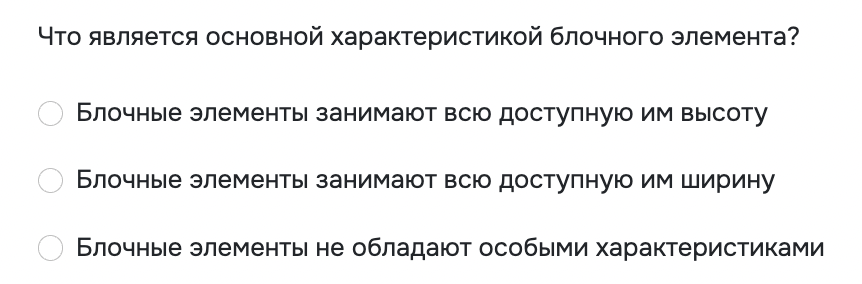 Что является основной характеристикой блочного элемента?
Блочные элементы занимают всю доступную им высоту
Блочные элементы занимают всю доступную им ширину
Блочные элементы не обладают особыми характеристиками